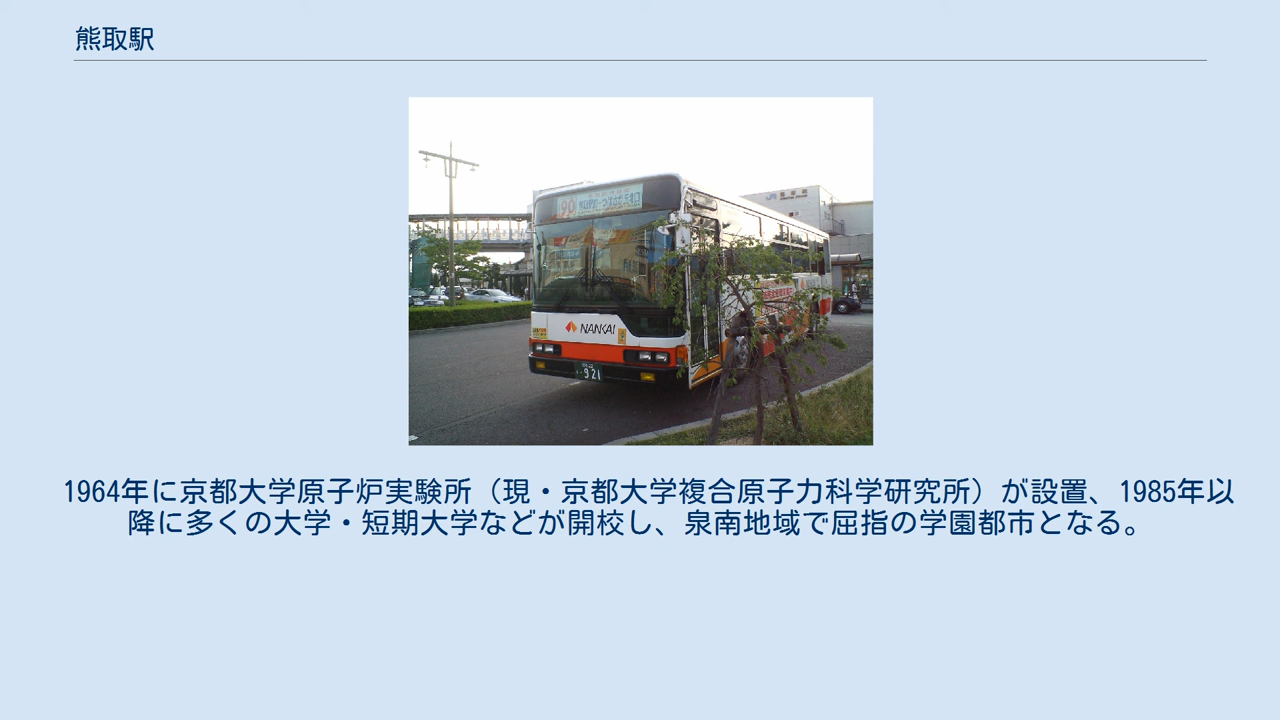 熊取駅
90
NANKAI
921
1964年に京都大学原子炉実験所（現・京都大学複合原子力科学研究所）が設置、1985年以
降に多くの大学・短期大学などが開校し、泉南地域で屈指の学園都市となる。